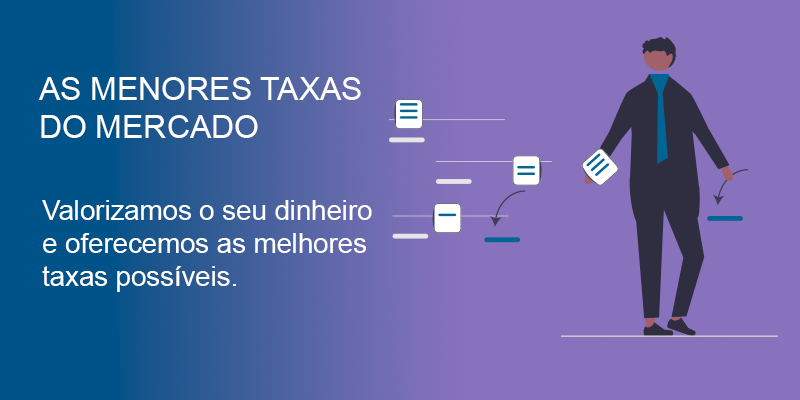 AS MENORES TAXAS
DO MERCADO
Valorizamos o seu dinheiro
e oferecemos as melhores
taxas possíveis.